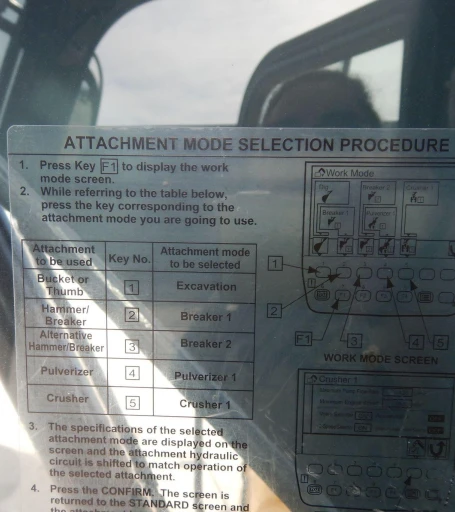 ATTACHMENT MODE SELECTION PROCEDURE
1. Press Key F1 to display the work
mode screen.
2. While referring to the table below,
press the key corresponding to the
attachment mode you are going to use.
Attachment to be used Key No. Attachment mode to be selected
Bucket or Thumb 1 Excavation
Hammer/ Breaker 2 Breaker 1
Alternative Hammer/Breaker 3 Breaker 2
Pulverizer 4 Pulverizer 1
Crusher 5 Crusher 1
3. The specifications of the selected
attachment mode are displayed on the
screen and the attachment hydraulic
circuit is shifted to match operation of
the selected attachment.
4. Press the CONFIRM. The screen is
returned to the STANDARD screen and
Work Mode
Breaker 2
Crusher 1
Breaker 1
Pulverizer 1
1
2
F1
3
4
5
WORK MODE SCREEN
Crusher 1